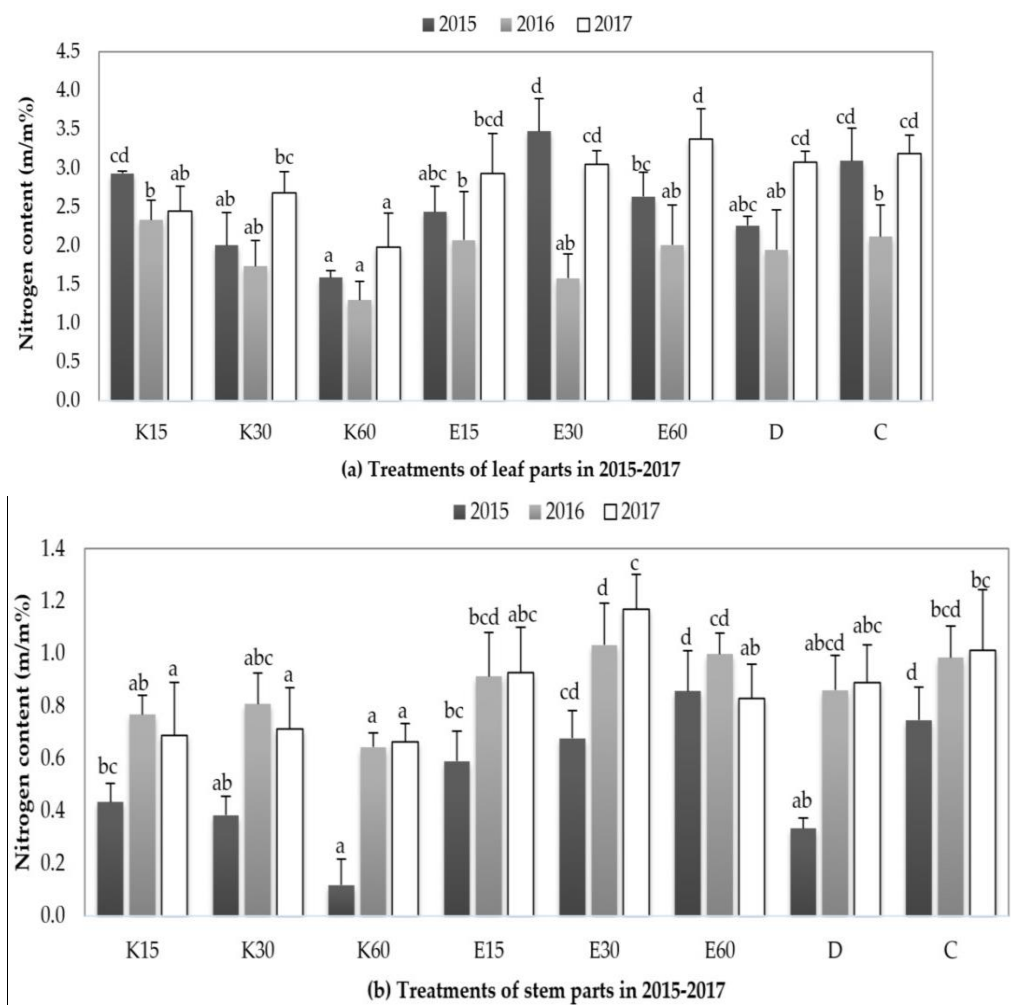 2015 2016 2017
Nitrogen content (m/m%)
4.5
4.0
3.5
3.0
2.5
2.0
1.5
1.0
0.5
0.0
cd b ab
ab ab bc
a a a
abc b bcd
d ab cd
bc ab d
abc ab cd
cd b cd
K15 K30 K60 E15 E30 E60 D C
(a) Treatments of leaf parts in 2015-2017
2015 2016 2017
Nitrogen content (m/m%)
1.4
1.2
1.0
0.8
0.6
0.4
0.2
0.0
bc ab a
ab abc a
a a a
bc bcd abc
cd d c
d cd ab
ab abcd abc
d bcd bc
K15 K30 K60 E15 E30 E60 D C
(b) Treatments of stem parts in 2015-2017